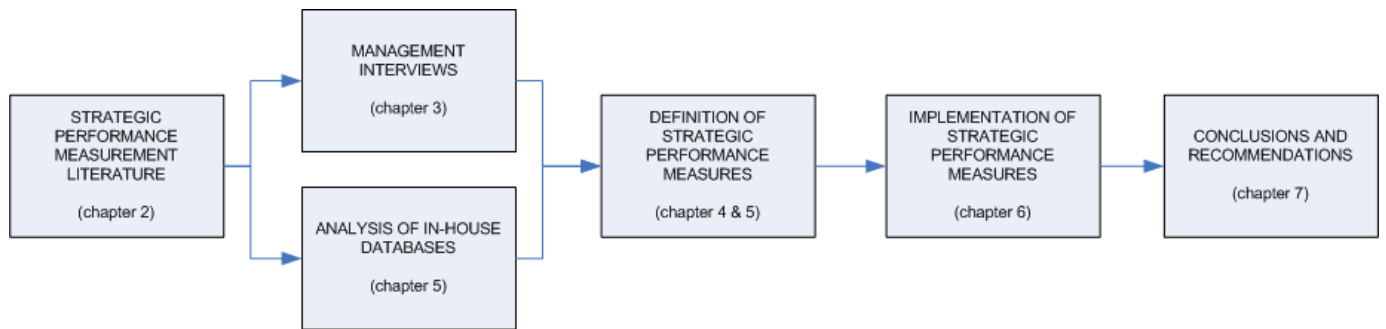 STRATEGIC
PERFORMANCE
MEASUREMENT
LITERATURE
(chapter 2)
MANAGEMENT
INTERVIEWS
(chapter 3)
ANALYSIS OF IN-HOUSE
DATABASES
(chapter 5)
DEFINITION OF
STRATEGIC
PERFORMANCE
MEASURES
(chapter 4 & 5)
IMPLEMENTATION OF
STRATEGIC
PERFORMANCE
MEASURES
(chapter 6)
CONCLUSIONS AND
RECOMMENDATIONS
(chapter 7)